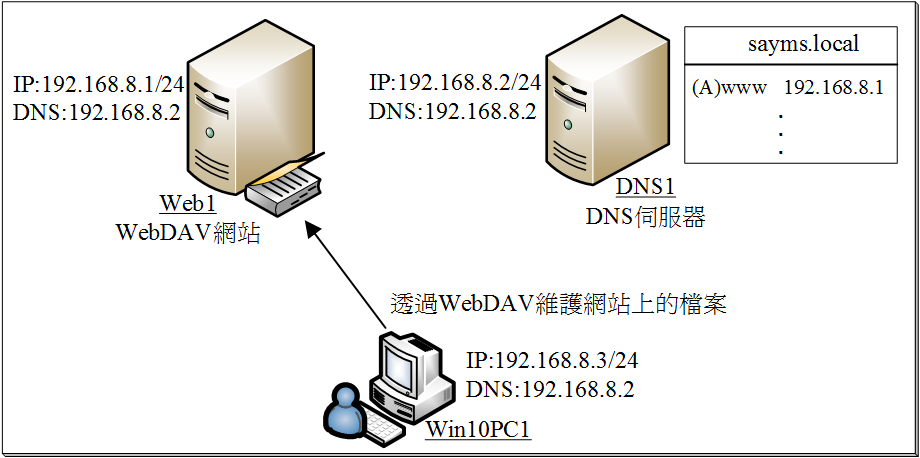 IP:192.168.8.1/24
DNS:192.168.8.2
Web1
WebDAV網站
IP:192.168.8.2/24
DNS:192.168.8.2
DNS1
DNS伺服器
sayms.local
(A)www 192.168.8.1
.
.
.
透過WebDAV維護網站上的檔案
IP:192.168.8.3/24
DNS:192.168.8.2
Win10PC1